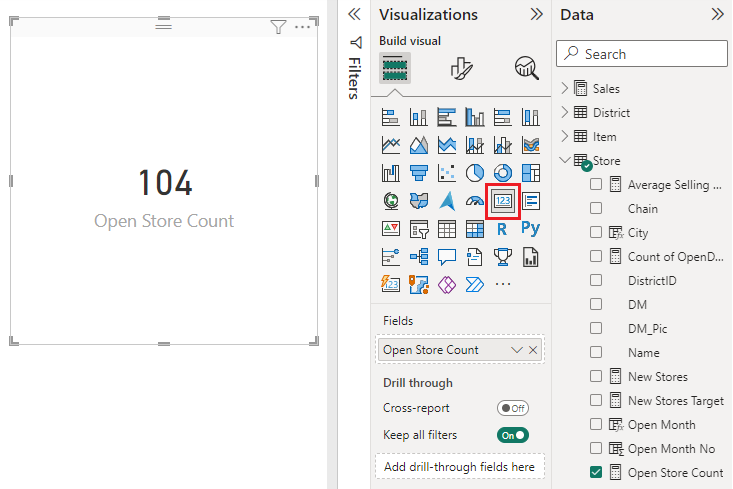 104
Open Store Count
Filters
Visualizations
Build visual
123
R
Py
123
Fields
Open Store Count
Drill through
Cross-report
Off
Keep all filters
On
Add drill-through fields here
Data
Search
Sales
District
Item
Store
Average Selling ...
Chain
City
Count of OpenD...
DistrictID
DM
DM_Pic
Name
New Stores
New Stores Target
Open Month
Open Month No
Open Store Count